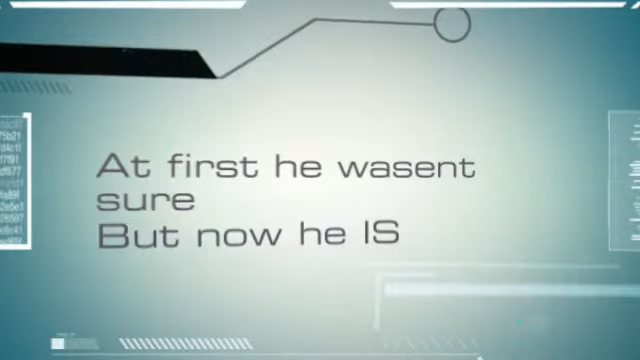 At first he wasent
sure
But now he IS